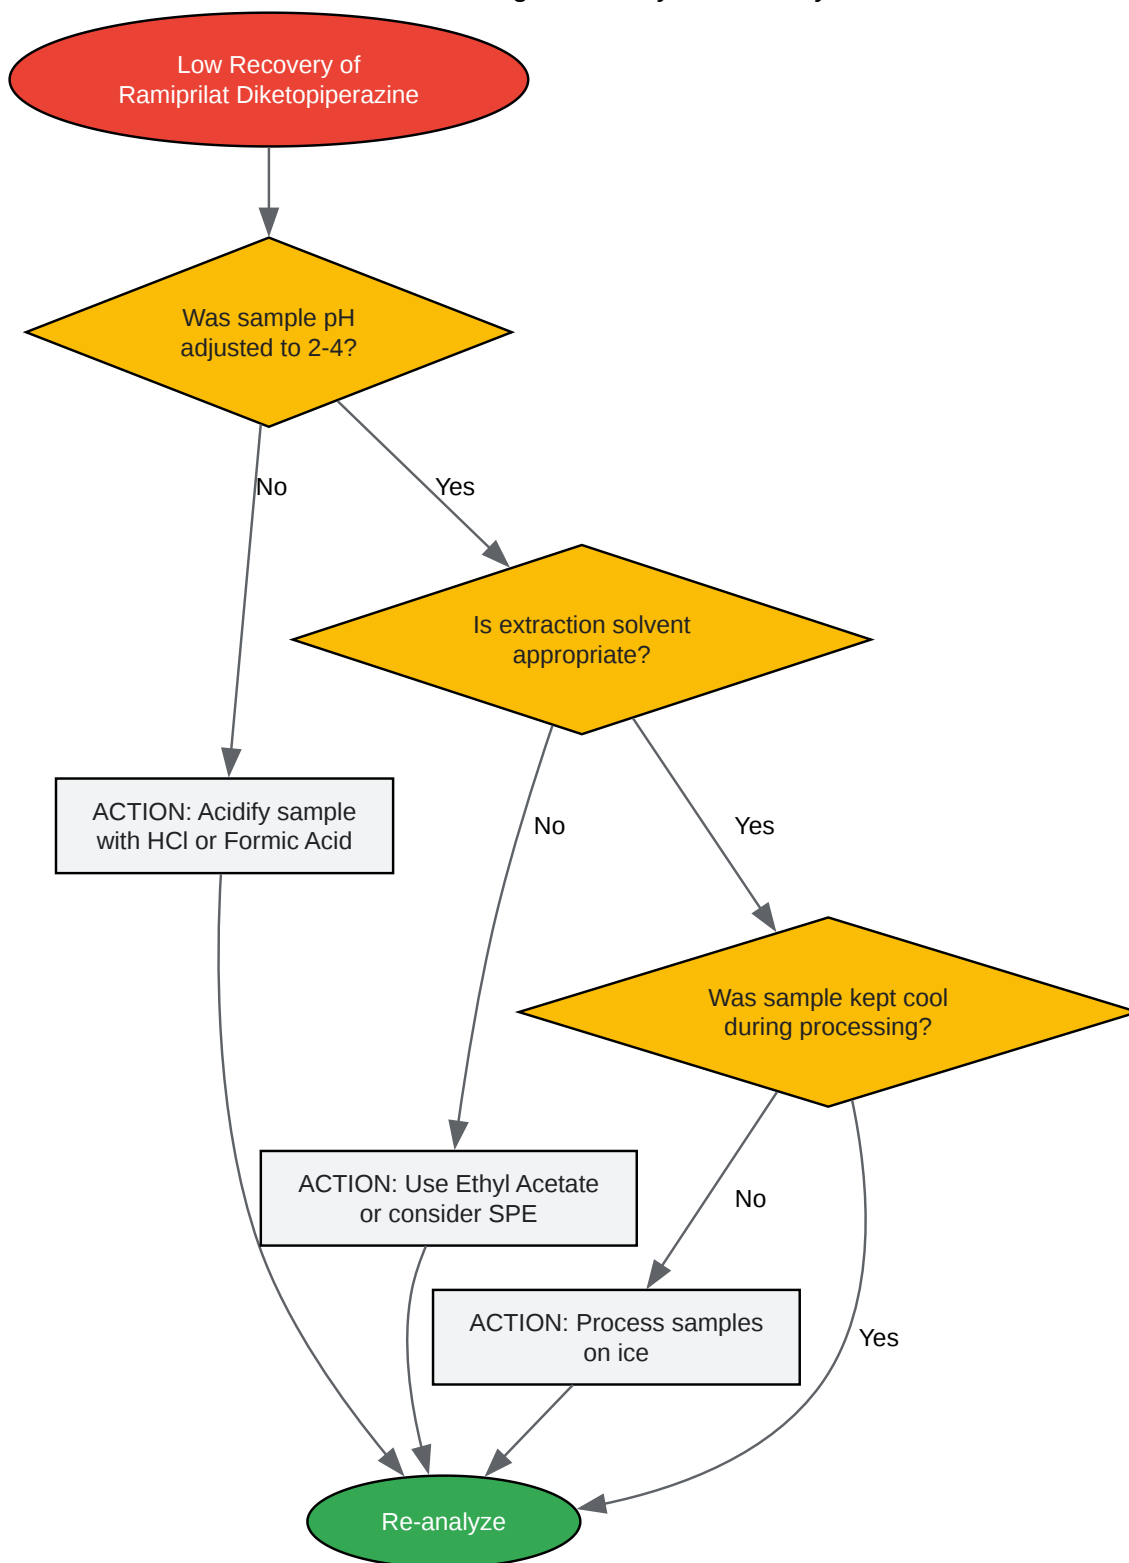 Low Recovery of
Ramiprilat Diketopiperazine
Was sample pH
adjusted to 2-4?
No
Yes
Is extraction solvent
appropriate?
ACTION: Acidify sample
with HCl or Formic Acid
No
Yes
Was sample kept cool
during processing?
ACTION: Use Ethyl Acetate
or consider SPE
No
ACTION: Process samples
on ice
Yes
Re-analyze